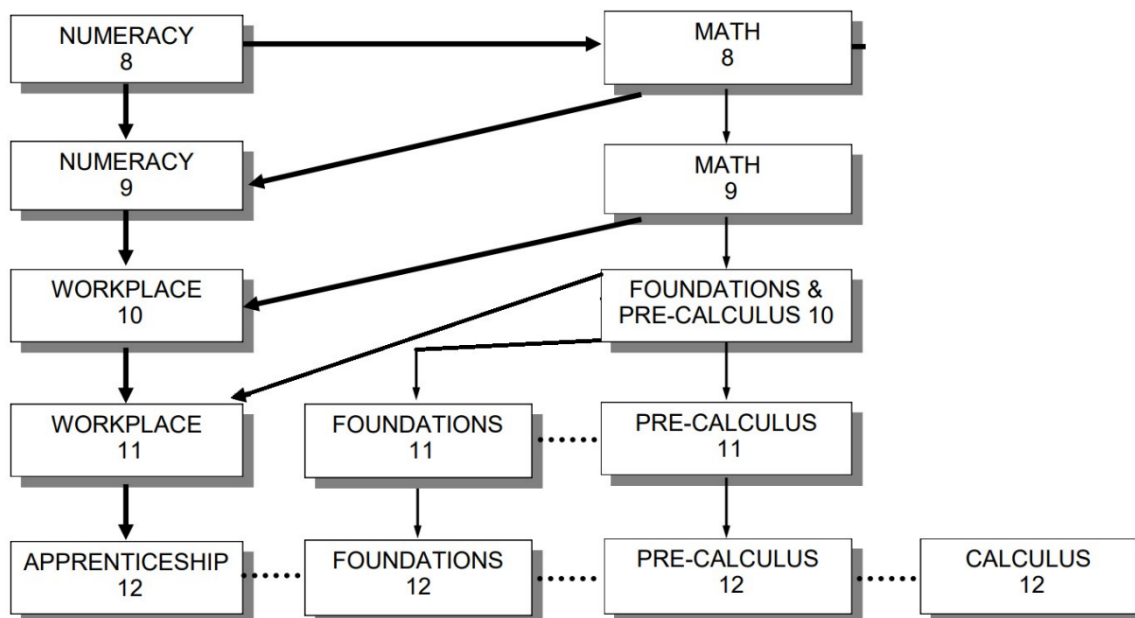 NUMERACY
8
MATH
8
NUMERACY
9
MATH
9
WORKPLACE
10
FOUNDATIONS &
PRE-CALCULUS 10
WORKPLACE
11
FOUNDATIONS
11
PRE-CALCULUS
11
APPRENTICESHIP
12
FOUNDATIONS
12
PRE-CALCULUS
12
CALCULUS
12